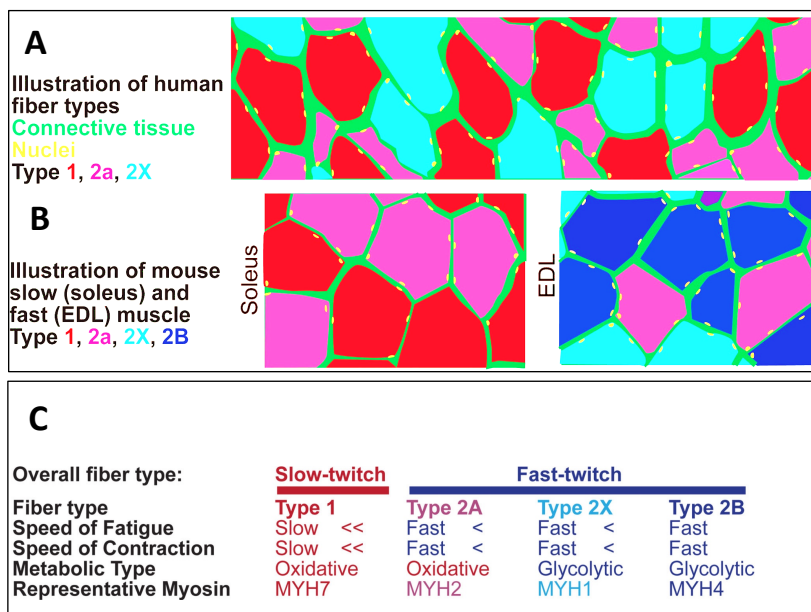 A
Illustration of human
fiber types
Connective tissue
Nuclei
Type 1, 2a, 2X
B
Illustration of mouse
slow (soleus) and
fast (EDL) muscle
Type 1, 2a, 2X, 2B
Soleus
EDL
C
Overall fiber type: Slow-twitch Fast-twitch
Fiber type Type 1 Type 2A Type 2X Type 2B
Speed of Fatigue Slow << Fast < Fast < Fast
Speed of Contraction Slow << Fast < Fast < Fast
Metabolic Type Oxidative Oxidative Glycolytic Glycolytic
Representative Myosin MYH7 MYH2 MYH1 MYH4